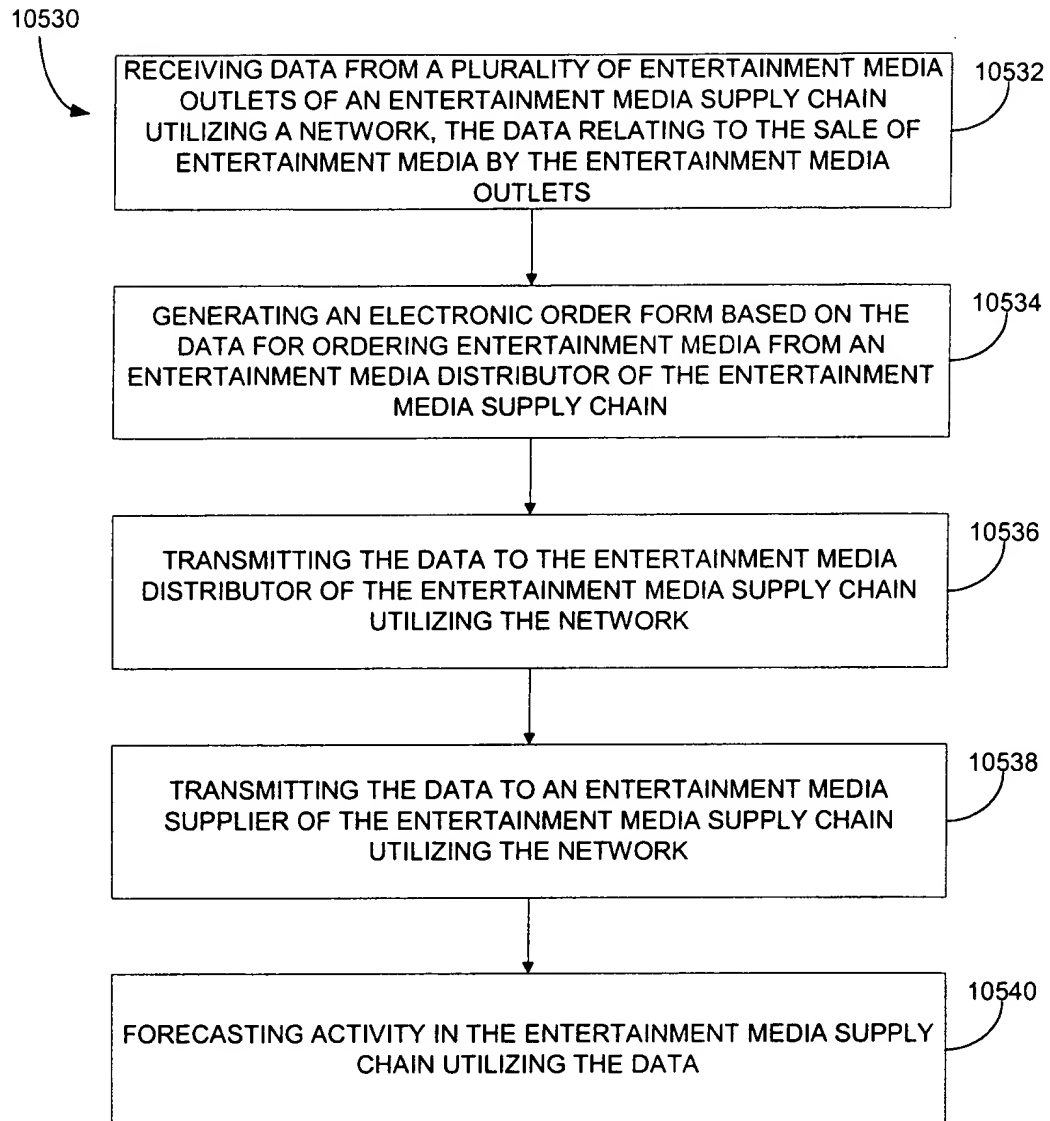 10530
RECEIVING DATA FROM A PLURALITY OF ENTERTAINMENT MEDIA
OUTLETS OF AN ENTERTAINMENT MEDIA SUPPLY CHAIN
UTILIZING A NETWORK, THE DATA RELATING TO THE SALE OF
ENTERTAINMENT MEDIA BY THE ENTERTAINMENT MEDIA
OUTLETS
10532
GENERATING AN ELECTRONIC ORDER FORM BASED ON THE
DATA FOR ORDERING ENTERTAINMENT MEDIA FROM AN
ENTERTAINMENT MEDIA DISTRIBUTOR OF THE ENTERTAINMENT
MEDIA SUPPLY CHAIN
10534
TRANSMITTING THE DATA TO THE ENTERTAINMENT MEDIA
DISTRIBUTOR OF THE ENTERTAINMENT MEDIA SUPPLY CHAIN
UTILIZING THE NETWORK
10536
TRANSMITTING THE DATA TO AN ENTERTAINMENT MEDIA
SUPPLIER OF THE ENTERTAINMENT MEDIA SUPPLY CHAIN
UTILIZING THE NETWORK
10538
FORECASTING ACTIVITY IN THE ENTERTAINMENT MEDIA SUPPLY
CHAIN UTILIZING THE DATA
10540